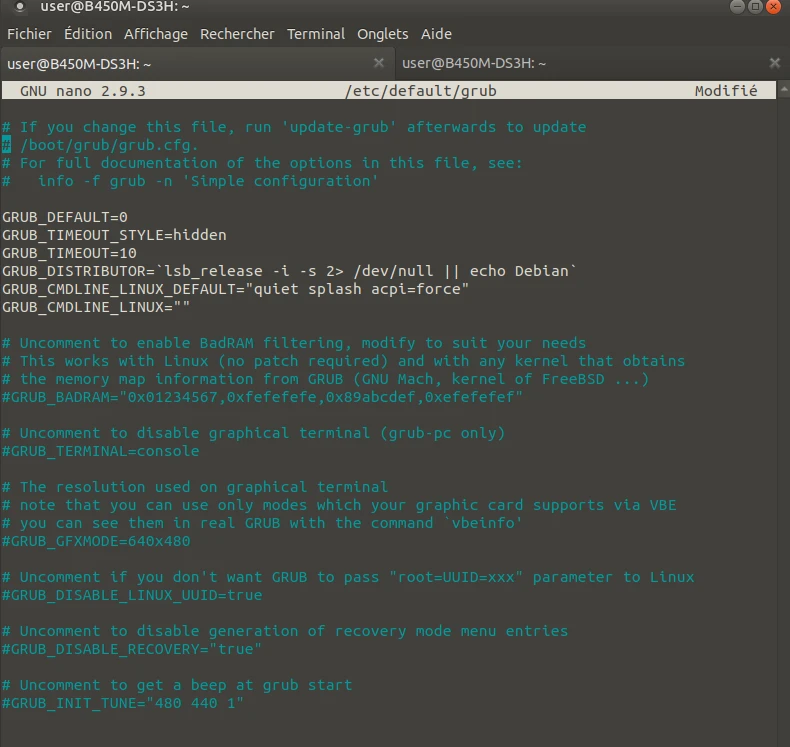 user@B450M-DS3H: ~
Fichier Édition Affichage Rechercher Terminal Onglets Aide
user@B450M-DS3H: ~ user@B450M-DS3H: ~
GNU nano 2.9.3 /etc/default/grub Modifié
# If you change this file, run 'update-grub' afterwards to update
# /boot/grub/grub.cfg.
# For full documentation of the options in this file, see:
#   info -f grub -n 'Simple configuration'
GRUB_DEFAULT=0
GRUB_TIMEOUT_STYLE=hidden
GRUB_TIMEOUT=10
GRUB_DISTRIBUTOR=`lsb_release -i -s 2> /dev/null || echo Debian`
GRUB_CMDLINE_LINUX_DEFAULT="quiet splash acpi=force"
GRUB_CMDLINE_LINUX=""
# Uncomment to enable BadRAM filtering, modify to suit your needs
# This works with Linux (no patch required) and with any kernel that obtains
# the memory map information from GRUB (GNU Mach, kernel of FreeBSD ...)
#GRUB_BADRAM="0x01234567,0xfefefefe,0x89abcdef,0xefefefef"
# Uncomment to disable graphical terminal (grub-pc only)
#GRUB_TERMINAL=console
# The resolution used on graphical terminal
# note that you can use only modes which your graphic card supports via VBE
# you can see them in real GRUB with the command `vbeinfo'
#GRUB_GFXMODE=640x480
# Uncomment if you don't want GRUB to pass "root=UUID=xxx" parameter to Linux
#GRUB_DISABLE_LINUX_UUID=true
# Uncomment to disable generation of recovery mode menu entries
#GRUB_DISABLE_RECOVERY="true"
# Uncomment to get a beep at grub start
#GRUB_INIT_TUNE="480 440 1"